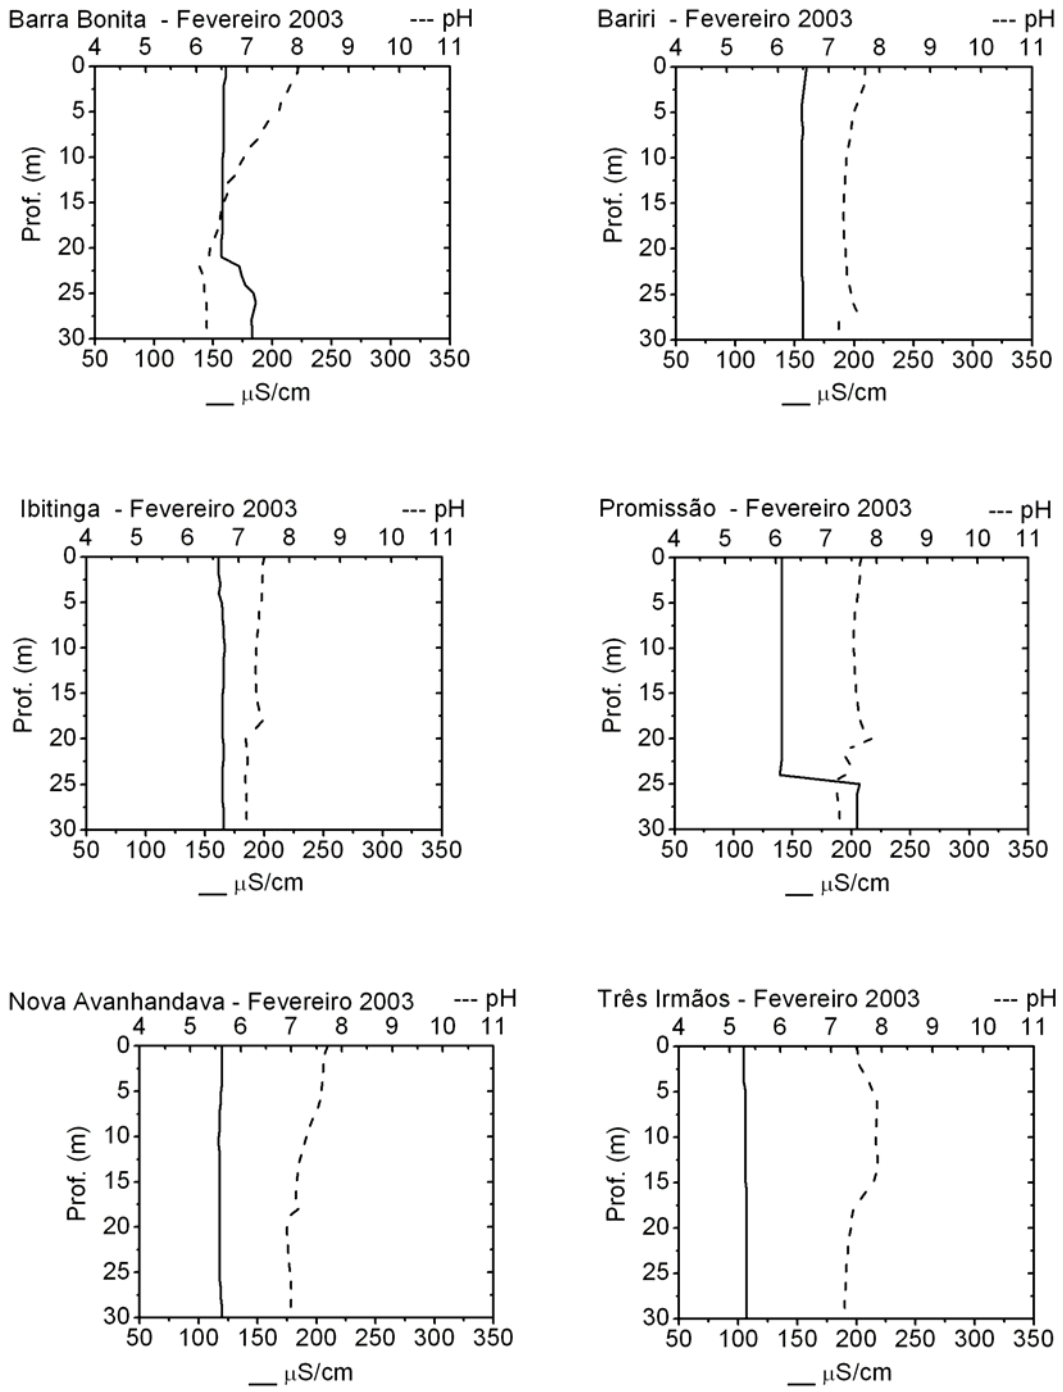 Barra Bonita - Fevereiro 2003 --- pH
4 5 6 7 8 9 10 11
0
5
10
15
20
25
30
Prof. (m)
50 100 150 200 250 300 350
μS/cm
Bariri - Fevereiro 2003 --- pH
4 5 6 7 8 9 10 11
0
5
10
15
20
25
30
Prof. (m)
50 100 150 200 250 300 350
μS/cm
Ibitinga - Fevereiro 2003 --- pH
4 5 6 7 8 9 10 11
0
5
10
15
20
25
30
Prof. (m)
50 100 150 200 250 300 350
μS/cm
Promissão - Fevereiro 2003 --- pH
4 5 6 7 8 9 10 11
0
5
10
15
20
25
30
Prof. (m)
50 100 150 200 250 300 350
μS/cm
Nova Avanhandava - Fevereiro 2003 --- pH
4 5 6 7 8 9 10 11
0
5
10
15
20
25
30
Prof. (m)
50 100 150 200 250 300 350
μS/cm
Três Irmãos - Fevereiro 2003 --- pH
4 5 6 7 8 9 10 11
0
5
10
15
20
25
30
Prof. (m)
50 100 150 200 250 300 350
μS/cm